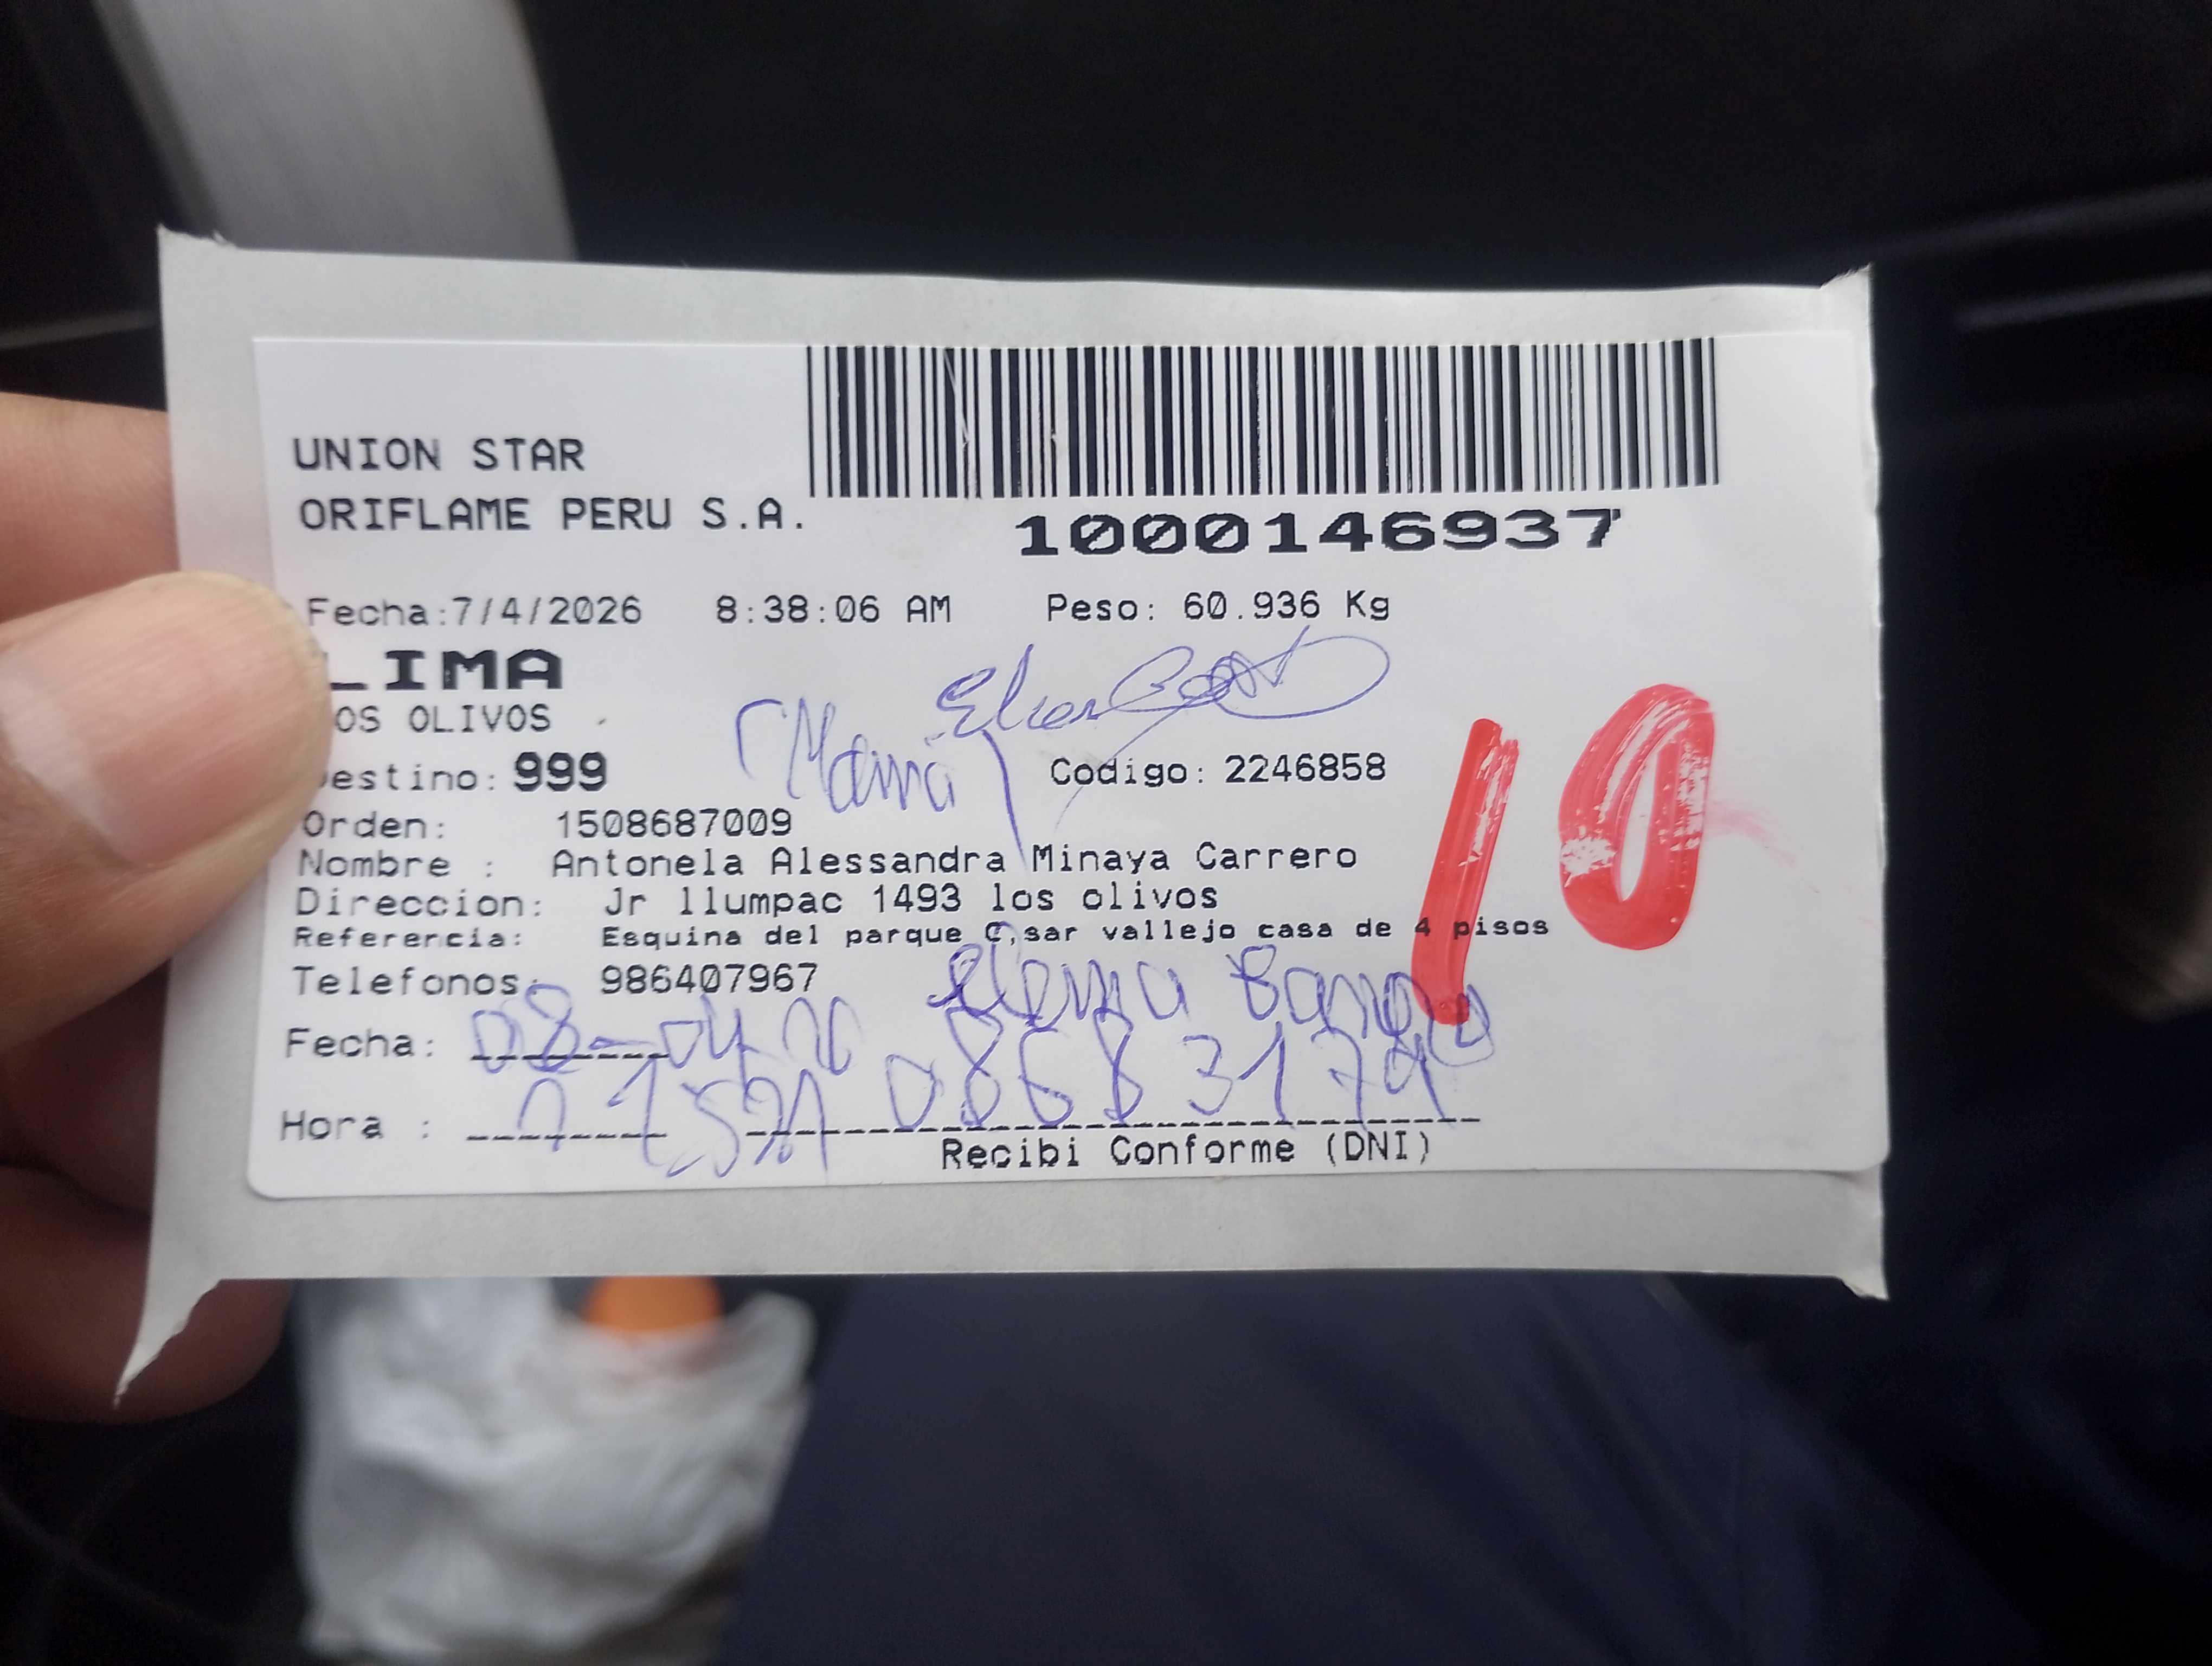 UNION STAR
ORIFLAME PERU S.A.
1000146937
Fecha:7/4/2026 8:38:06 AM Peso: 60.936 Kg
LIMA
OS OLIVOS
estino: 999 Codigo: 2246858
10
Orden: 1508687009
Nombre : Antonela Alessandra Minaya Carrero
Direccion: Jr llumpac 1493 los olivos
Referencia: Esquina del parque C,sar vallejo casa de 4 pisos
Telefonos: 986407967
Fecha: 08-04
Hora :
Recibi Conforme (DNI)